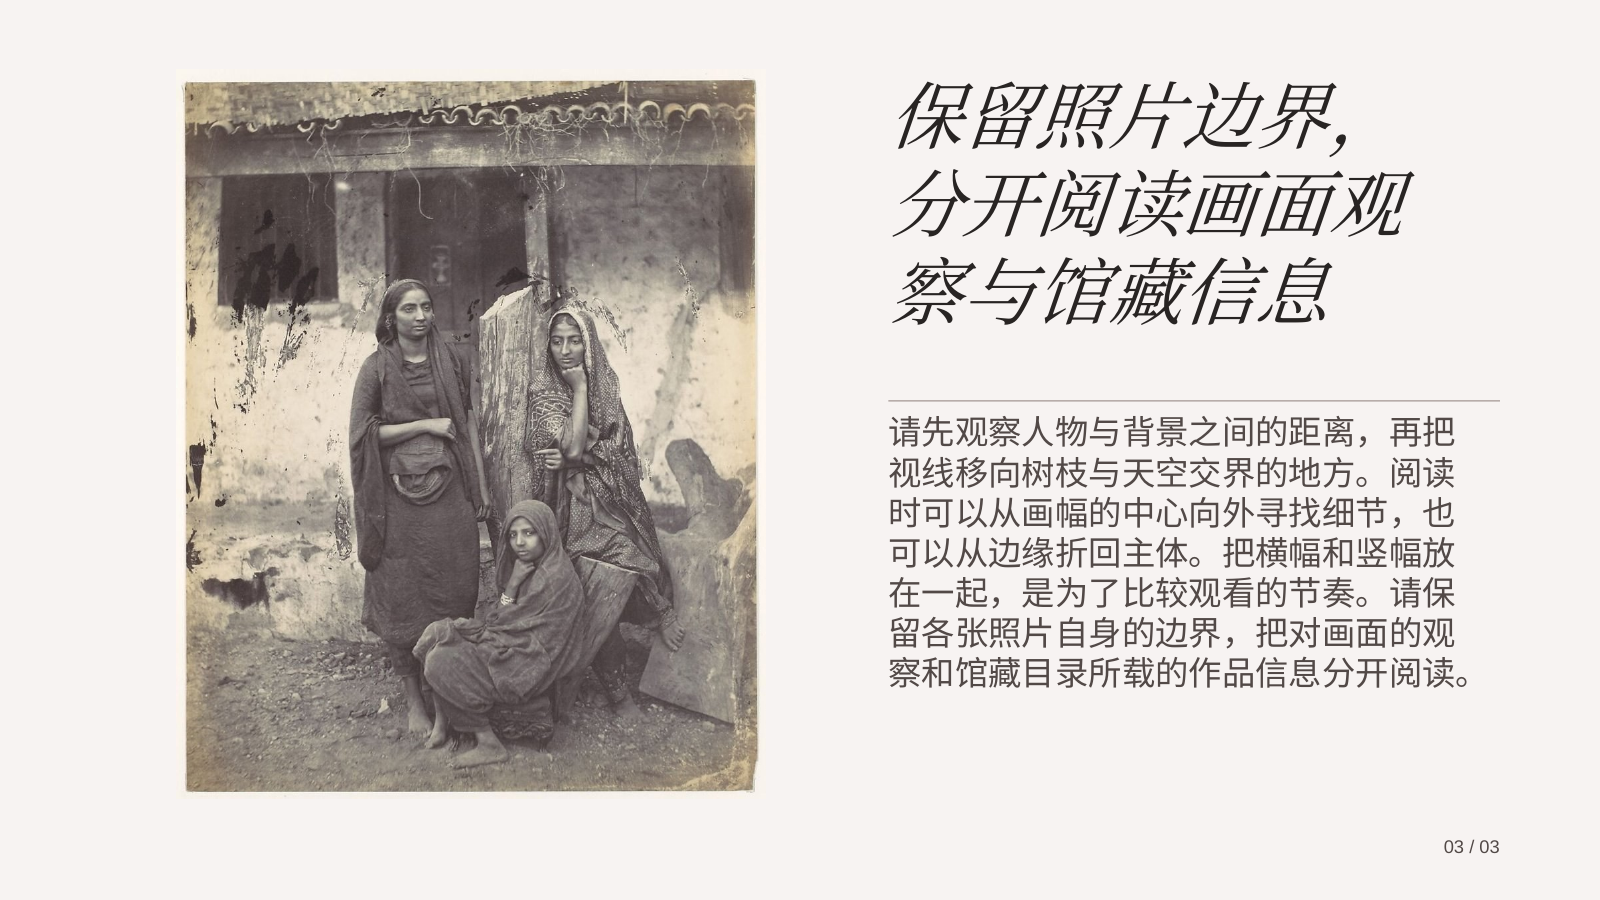 保留照片边界，
分开阅读画面观
察与馆藏信息
请先观察人物与背景之间的距离，再把
视线移向树枝与天空交界的地方。阅读
时可以从画幅的中心向外寻找细节，也
可以从边缘折回主体。把横幅和竖幅放
在一起，是为了比较观看的节奏。请保
留各张照片自身的边界，把对画面的观
察和馆藏目录所载的作品信息分开阅读。
03 / 03